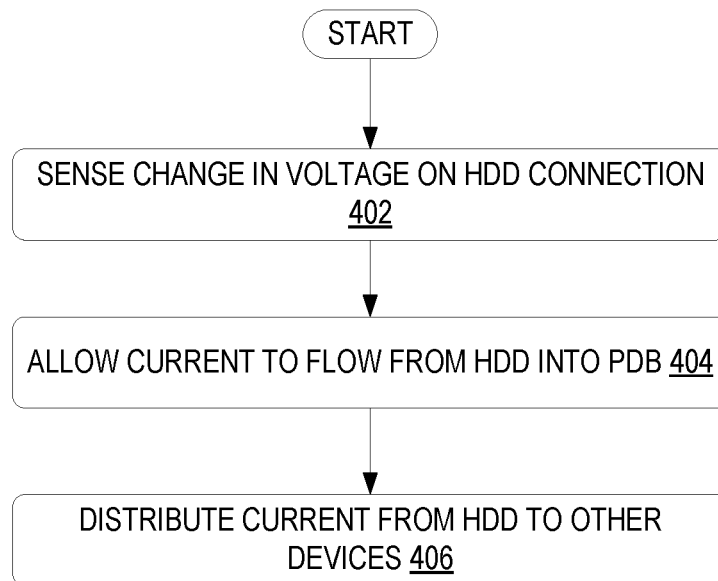 START
SENSE CHANGE IN VOLTAGE ON HDD CONNECTION
402
ALLOW CURRENT TO FLOW FROM HDD INTO PDB 404
DISTRIBUTE CURRENT FROM HDD TO OTHER
DEVICES 406